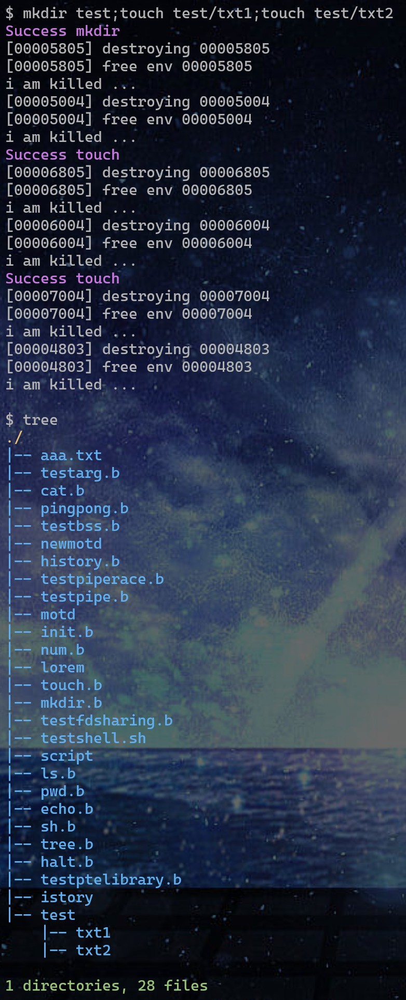 $ mkdir test;touch test/txt1;touch test/txt2
Success mkdir
[00005805] destroying 00005805
[00005805] free env 00005805
i am killed ...
[00005004] destroying 00005004
[00005004] free env 00005004
i am killed ...
Success touch
[00006805] destroying 00006805
[00006805] free env 00006805
i am killed ...
[00006004] destroying 00006004
[00006004] free env 00006004
i am killed ...
Success touch
[00007004] destroying 00007004
[00007004] free env 00007004
i am killed ...
[00004803] destroying 00004803
[00004803] free env 00004803
i am killed ...
$ tree
./
|-- aaa.txt
|-- testarg.b
|-- cat.b
|-- pingpong.b
|-- testbss.b
|-- newmotd
|-- history.b
|-- testpiperace.b
|-- testpipe.b
|-- motd
|-- init.b
|-- num.b
|-- lorem
|-- touch.b
|-- mkdir.b
|-- testfdsharing.b
|-- testshell.sh
|-- script
|-- ls.b
|-- pwd.b
|-- echo.b
|-- sh.b
|-- tree.b
|-- halt.b
|-- testptelibrary.b
|-- istory
|-- test
    |-- txt1
    |-- txt2
1 directories, 28 files